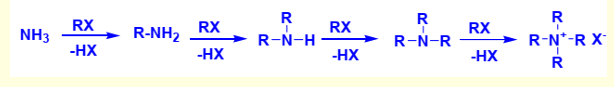 R R R
NH₃ RX R-NH₂ RX R-N-H RX R-N-R RX R-N⁺-R X⁻
-HX -HX -HX -HX R